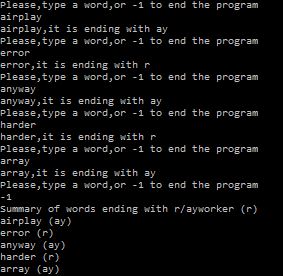 Please,type a word,or -1 to end the program
airplay
airplay,it is ending with ay
Please,type a word,or -1 to end the program
error
error,it is ending with r
Please,type a word,or -1 to end the program
anyway
anyway,it is ending with ay
Please,type a word,or -1 to end the program
harder
harder,it is ending with r
Please,type a word,or -1 to end the program
array
array,it is ending with ay
Please,type a word,or -1 to end the program
-1
Summary of words ending with r/ayworker (r)
airplay (ay)
error (r)
anyway (ay)
harder (r)
array (ay)